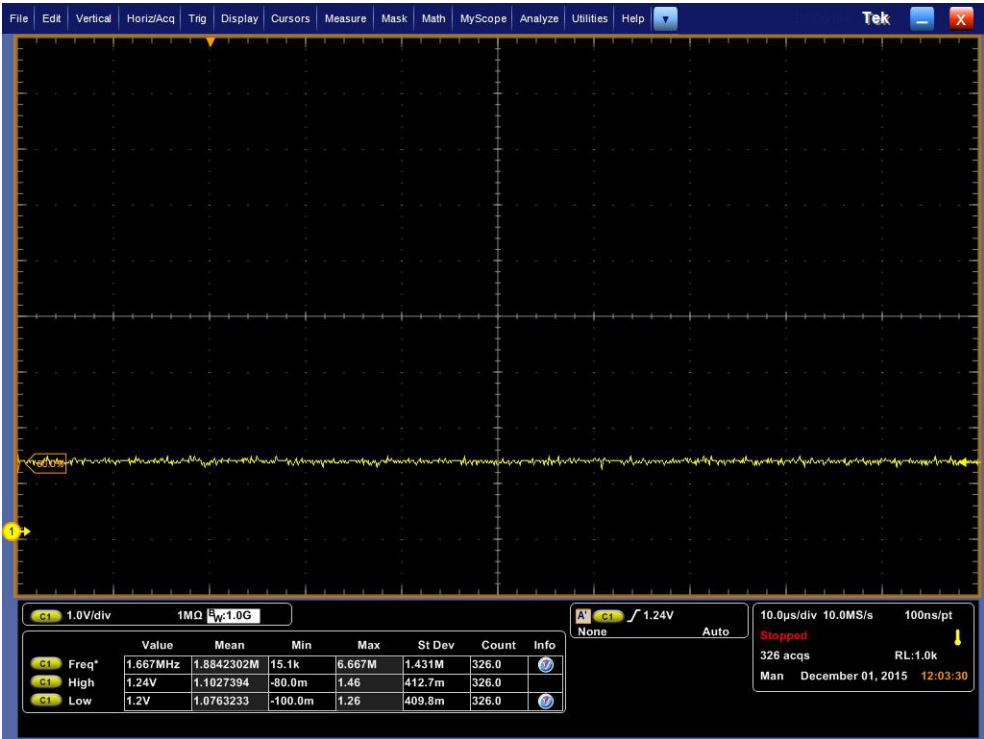 File Edit Vertical Horiz/Acq Trig Display Cursors Measure Mask Math MyScope Analyze Utilities Help Tek X
50.0%
1
C1 1.0V/div 1MΩ BW:1.0G
A' C1 1.24V
None Auto
10.0µs/div 10.0MS/s 100ns/pt
Stopped
326 acqs RL:1.0k
Man December 01, 2015 12:03:30
Value Mean Min Max St Dev Count Info
C1 Freq* 1.667MHz 1.8842302M 15.1k 6.667M 1.431M 326.0
C1 High 1.24V 1.1027394 -80.0m 1.46 412.7m 326.0
C1 Low 1.2V 1.0763233 -100.0m 1.26 409.8m 326.0